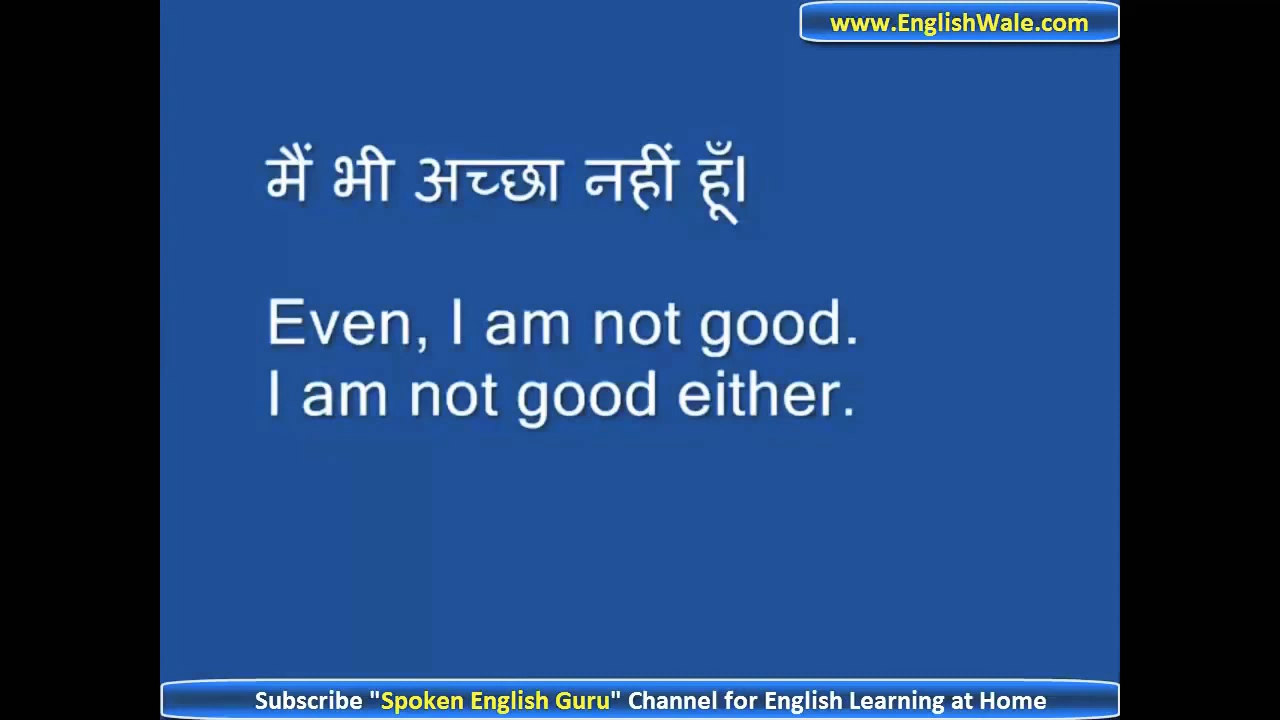 www.EnglishWale.com
मैं भी अच्छा नहीं हूँ।
Even, I am not good.
I am not good either.
Subscribe "Spoken English Guru" Channel for English Learning at Home